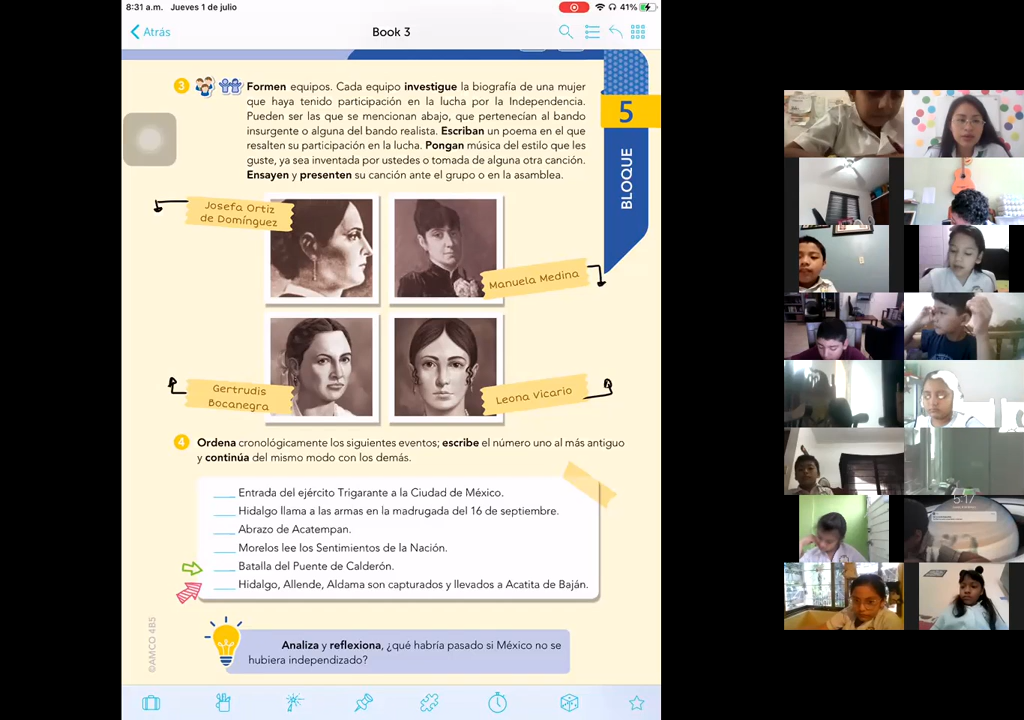 8:31 a.m. Jueves 1 de julio
41%
Atrás
Book 3
3
Formen equipos. Cada equipo investigue la biografía de una mujer
que haya tenido participación en la lucha por la Independencia.
Pueden ser las que se mencionan abajo, que pertenecían al bando
insurgente o alguna del bando realista. Escriban un poema en el que
resalten su participación en la lucha. Pongan música del estilo que les
guste, ya sea inventada por ustedes o tomada de alguna otra canción.
Ensayen y presenten su canción ante el grupo o en la asamblea.
5
BLOQUE
Josefa Ortiz
de Domínguez
Manuela Medina
Gertrudis
Bocanegra
Leona Vicario
4
Ordena cronológicamente los siguientes eventos; escribe el número uno al más antiguo
y continúa del mismo modo con los demás.
____ Entrada del ejército Trigarante a la Ciudad de México.
____ Hidalgo llama a las armas en la madrugada del 16 de septiembre.
____ Abrazo de Acatempan.
____ Morelos lee los Sentimientos de la Nación.
____ Batalla del Puente de Calderón.
____ Hidalgo, Allende, Aldama son capturados y llevados a Acatita de Baján.
Analiza y reflexiona, ¿qué habría pasado si México no se
hubiera independizado?
©AMCO 4B5
5:17